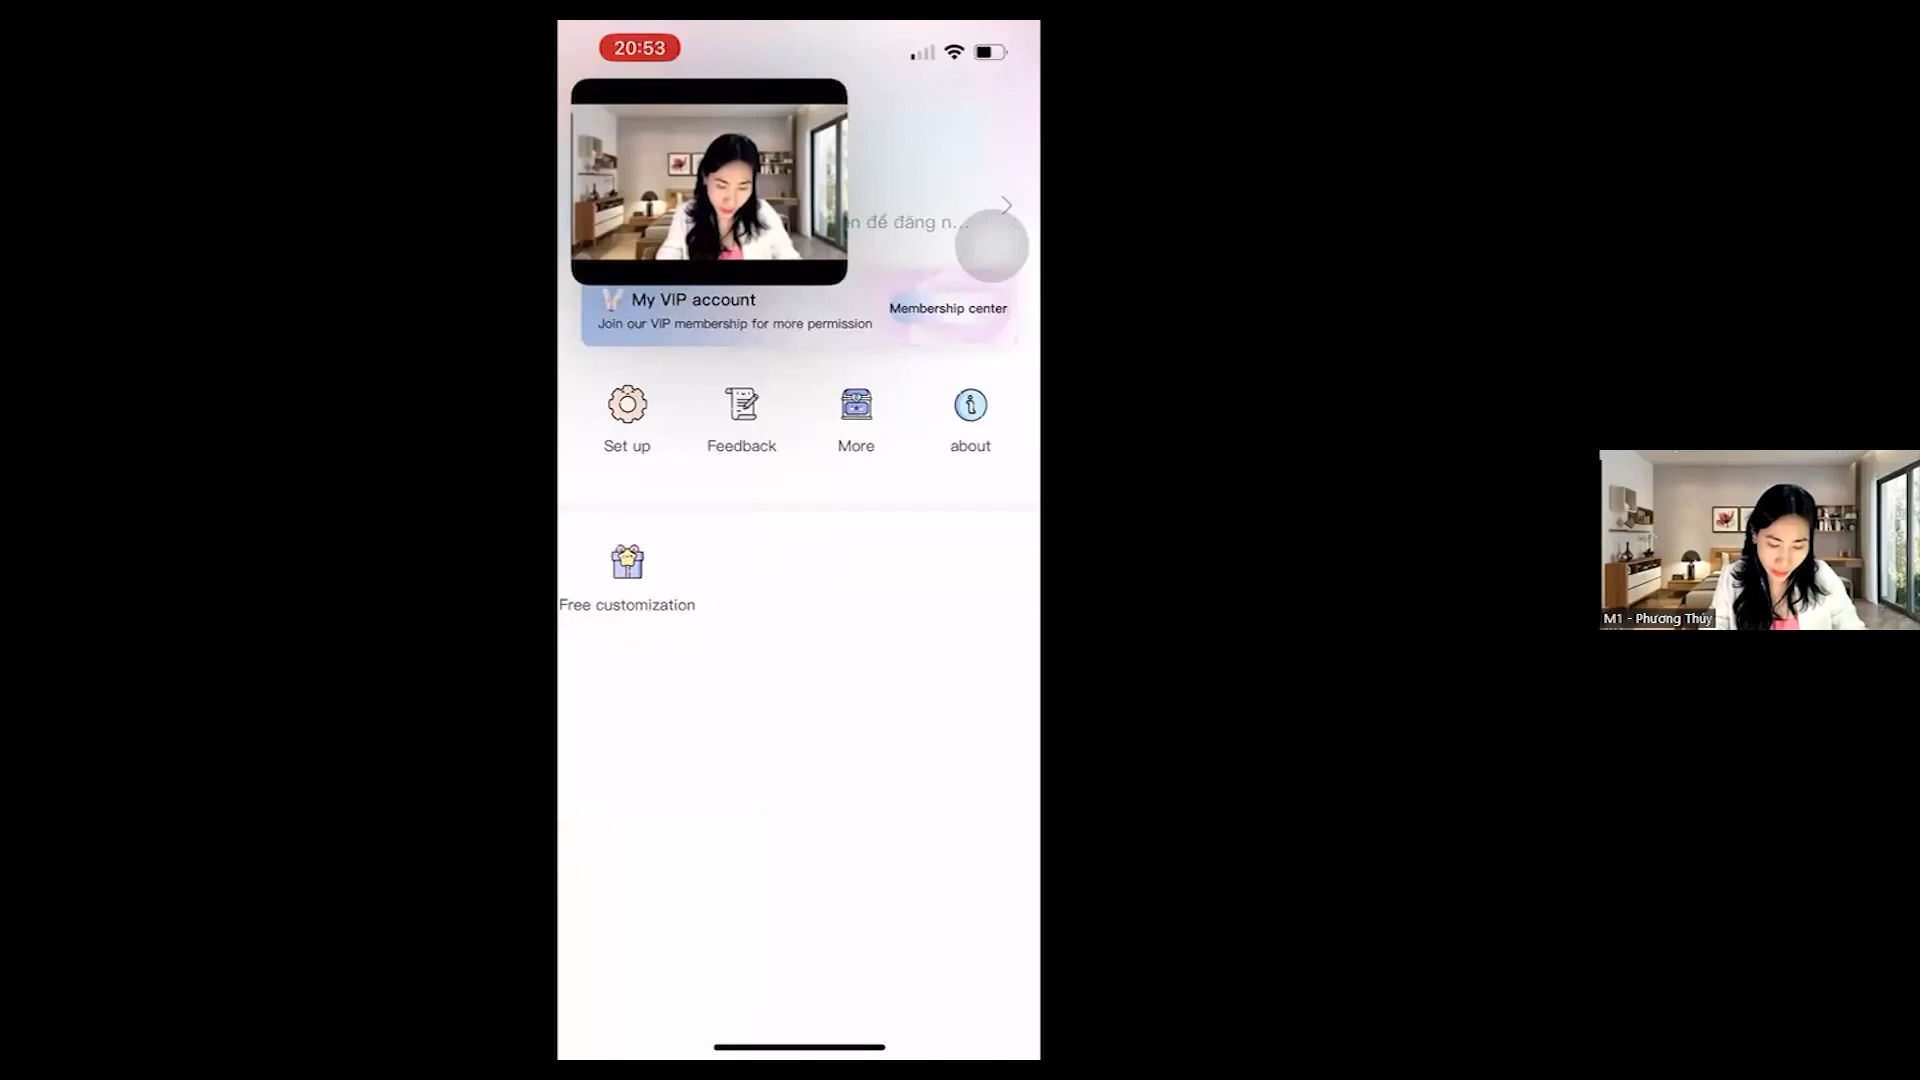 20:53
để đăng n...
My VIP account
Join our VIP membership for more permission
Membership center
Set up
Feedback
More
about
Free customization
M1 - Phương Thúy